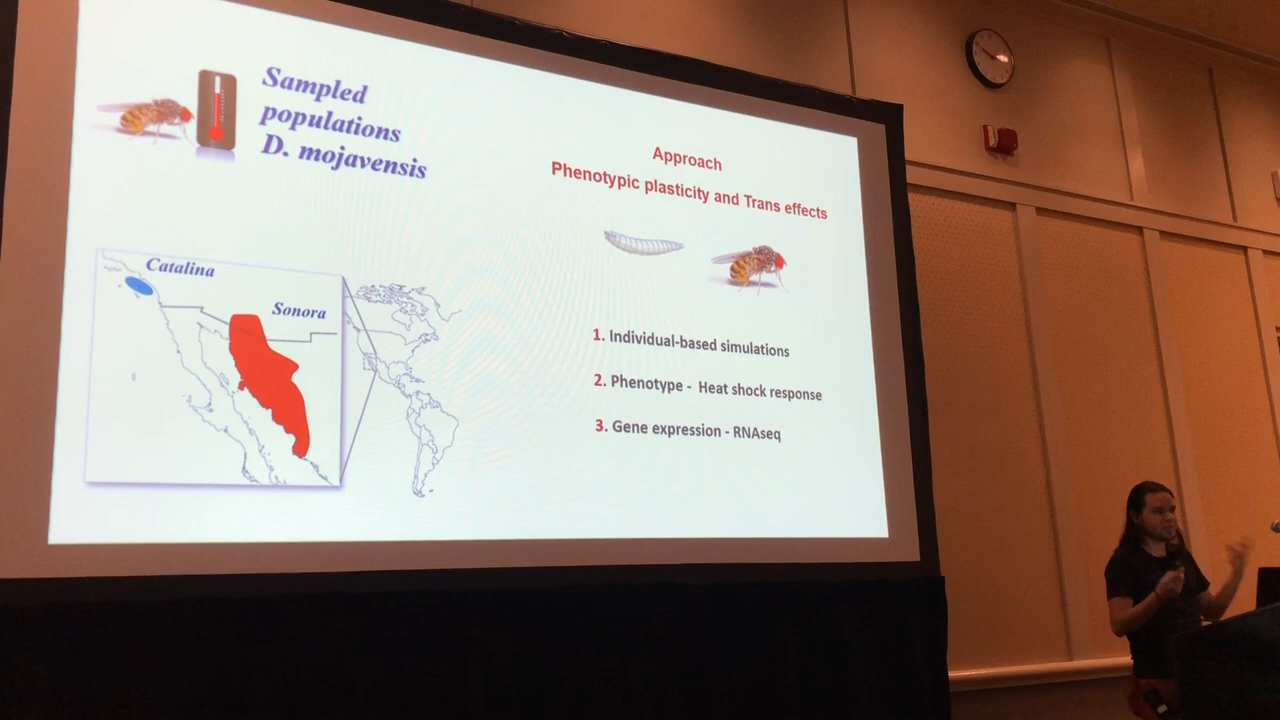 Sampled
populations
D. mojavensis
Catalina
Sonora
Approach
Phenotypic plasticity and Trans effects
1. Individual-based simulations
2. Phenotype - Heat shock response
3. Gene expression - RNAseq